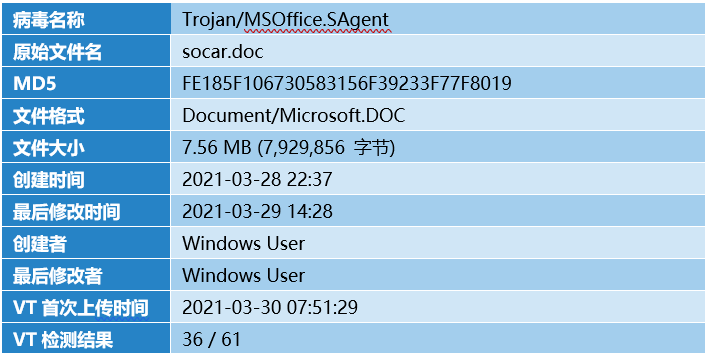 病毒名称 Trojan/MSOffice.SAgent
原始文件名 socar.doc
MD5 FE185F106730583156F39233F77F8019
文件格式 Document/Microsoft.DOC
文件大小 7.56 MB (7,929,856 字节)
创建时间 2021-03-28 22:37
最后修改时间 2021-03-29 14:28
创建者 Windows User
最后修改者 Windows User
VT 首次上传时间 2021-03-30 07:51:29
VT 检测结果 36 / 61